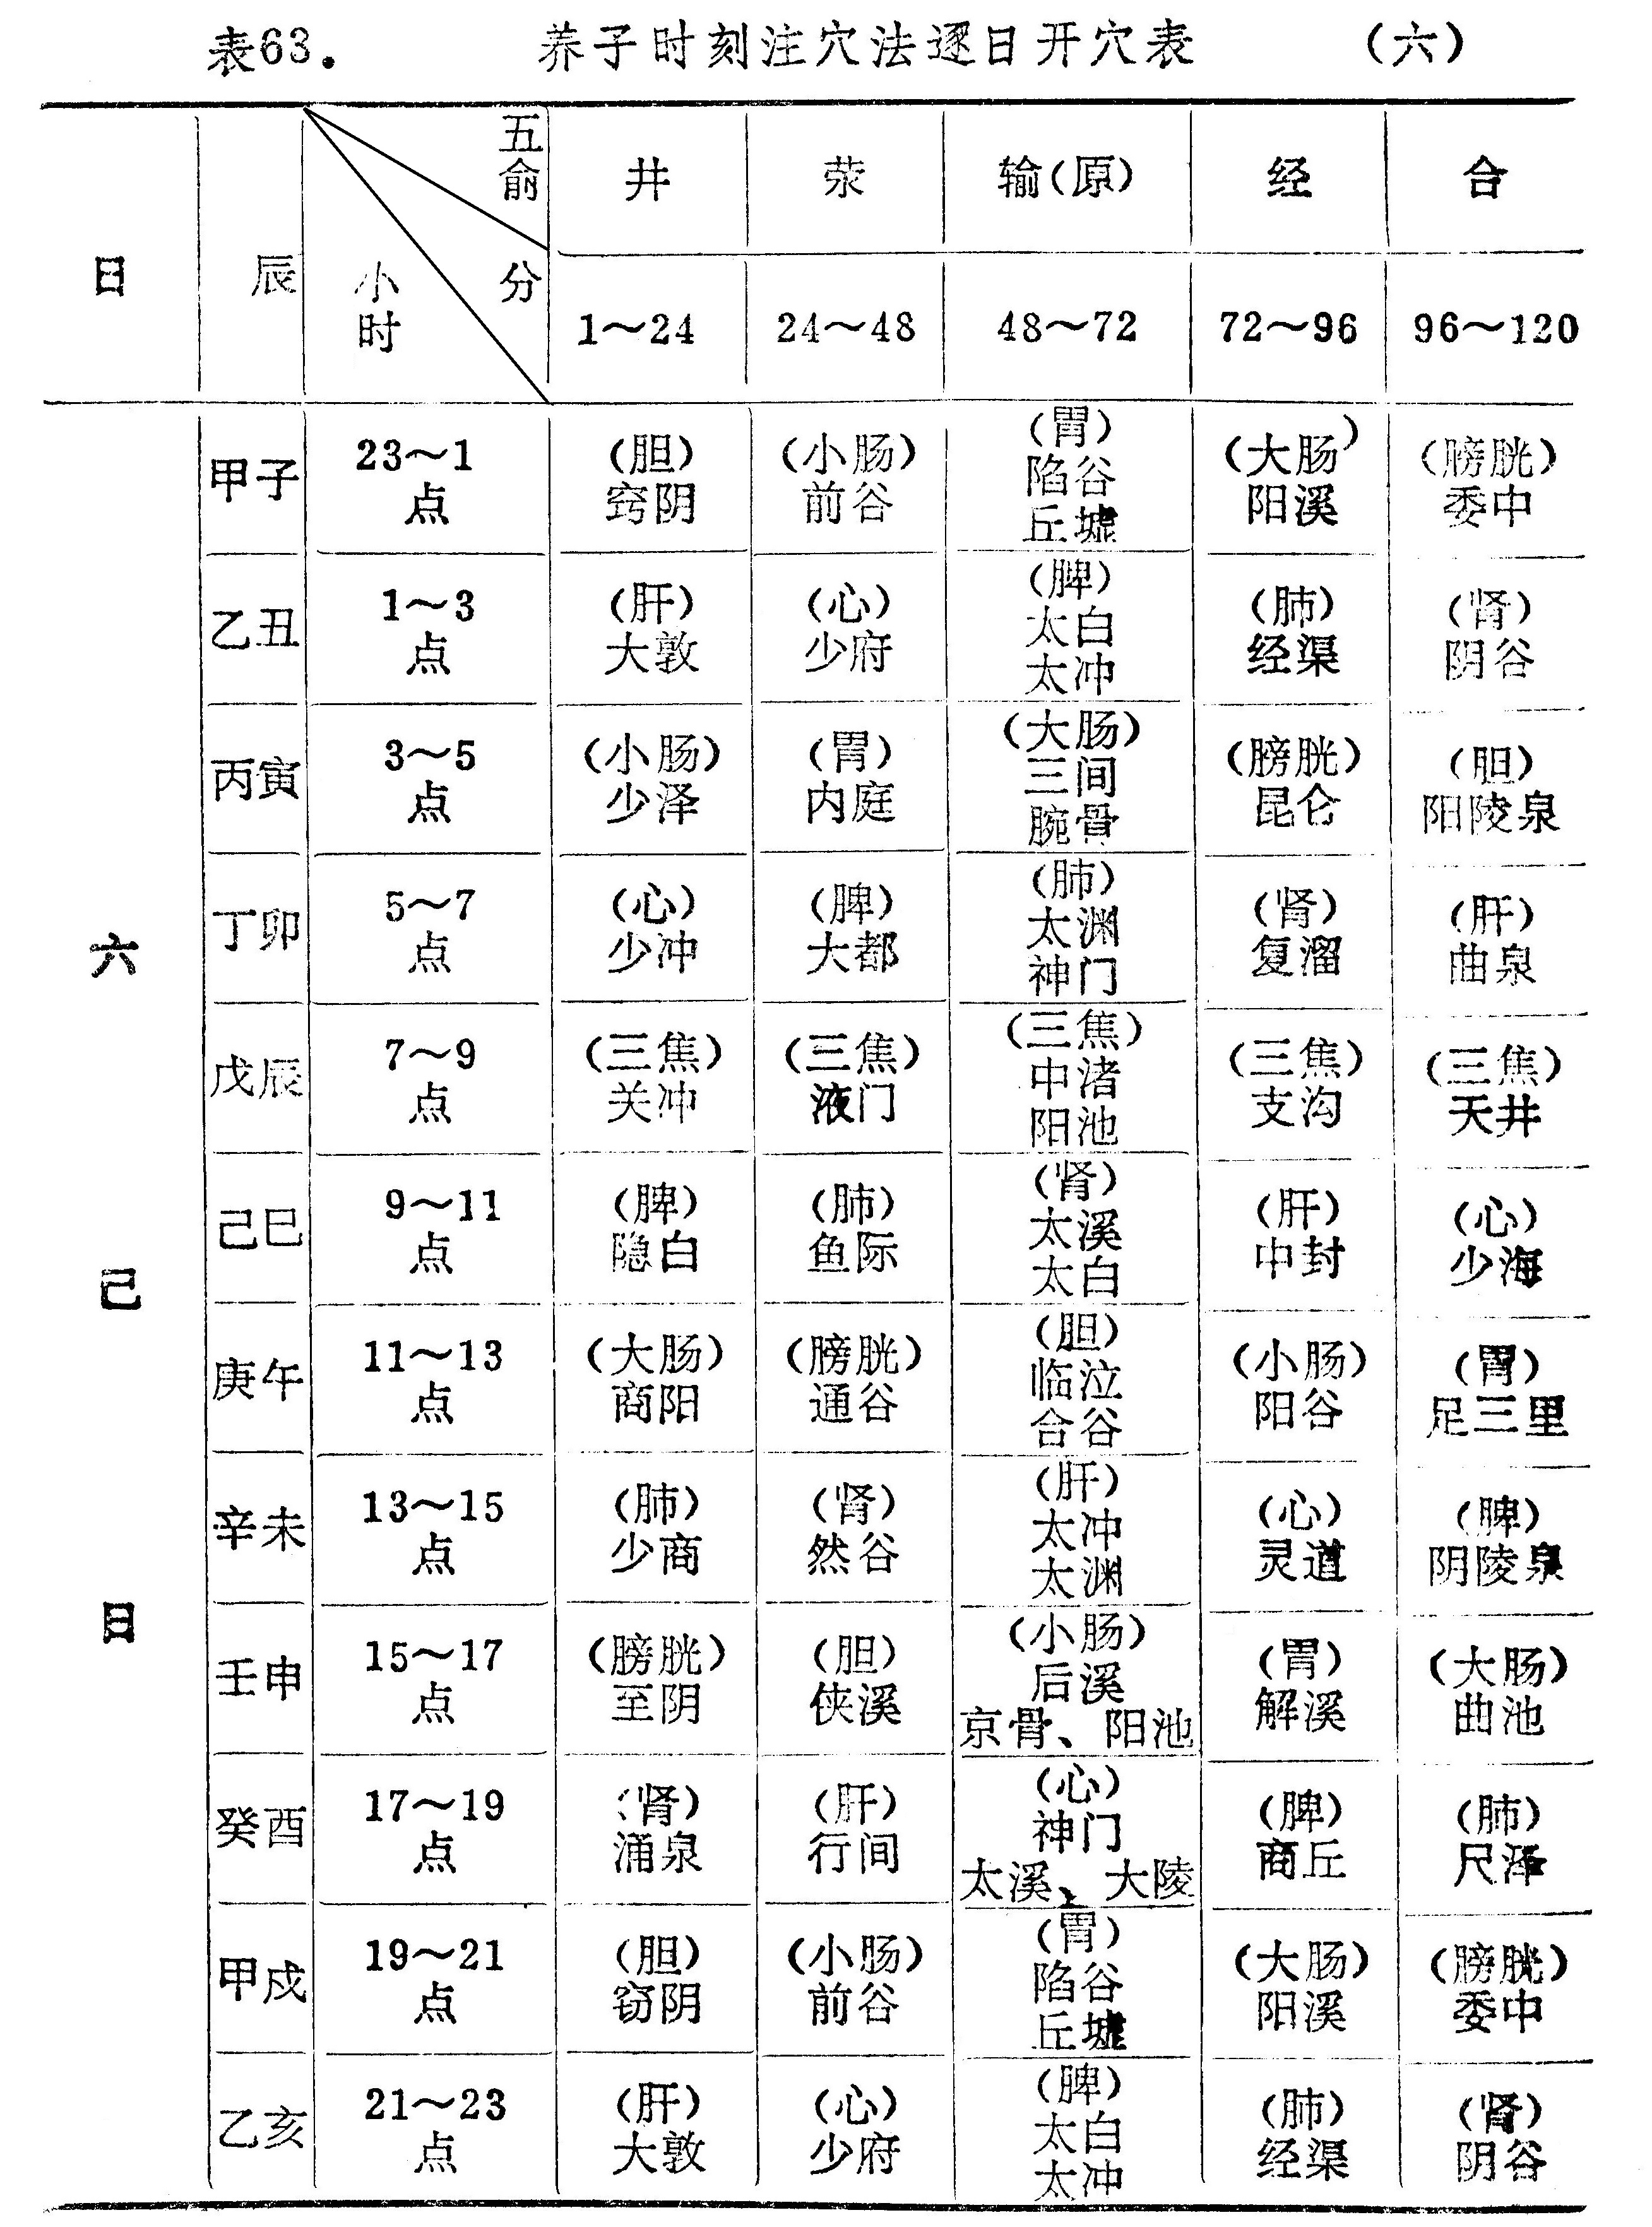 表63. 养子时刻注穴法逐日开穴表 (六)
日 辰 小时 分 五俞 井 荥 输(原) 经 合
1～24 24～48 48～72 72～96 96～120
六己日
甲子 23～1点 (胆)窍阴 (小肠)前谷 (胃)陷谷 丘墟 (大肠)阳溪 (膀胱)委中
乙丑 1～3点 (肝)大敦 (心)少府 (脾)太白 太冲 (肺)经渠 (肾)阴谷
丙寅 3～5点 (小肠)少泽 (胃)内庭 (大肠)三间 腕骨 (膀胱)昆仑 (胆)阳陵泉
丁卯 5～7点 (心)少冲 (脾)大都 (肺)太渊 神门 (肾)复溜 (肝)曲泉
戊辰 7～9点 (三焦)关冲 (三焦)液门 (三焦)中渚 阳池 (三焦)支沟 (三焦)天井
己巳 9～11点 (脾)隐白 (肺)鱼际 (肾)太溪 太白 (肝)中封 (心)少海
庚午 11～13点 (大肠)商阳 (膀胱)通谷 (胆)临泣 合谷 (小肠)阳谷 (胃)足三里
辛未 13～15点 (肺)少商 (肾)然谷 (肝)太冲 太渊 (心)灵道 (脾)阴陵泉
壬申 15～17点 (膀胱)至阴 (胆)侠溪 (小肠)后溪 京骨、阳池 (胃)解溪 (大肠)曲池
癸酉 17～19点 (肾)涌泉 (肝)行间 (心)神门 太溪、大陵 (脾)商丘 (肺)尺泽
甲戍 19～21点 (胆)窃阴 (小肠)前谷 (胃)陷谷 丘墟 (大肠)阳溪 (膀胱)委中
乙亥 21～23点 (肝)大敦 (心)少府 (脾)太白 太冲 (肺)经渠 (肾)阴谷